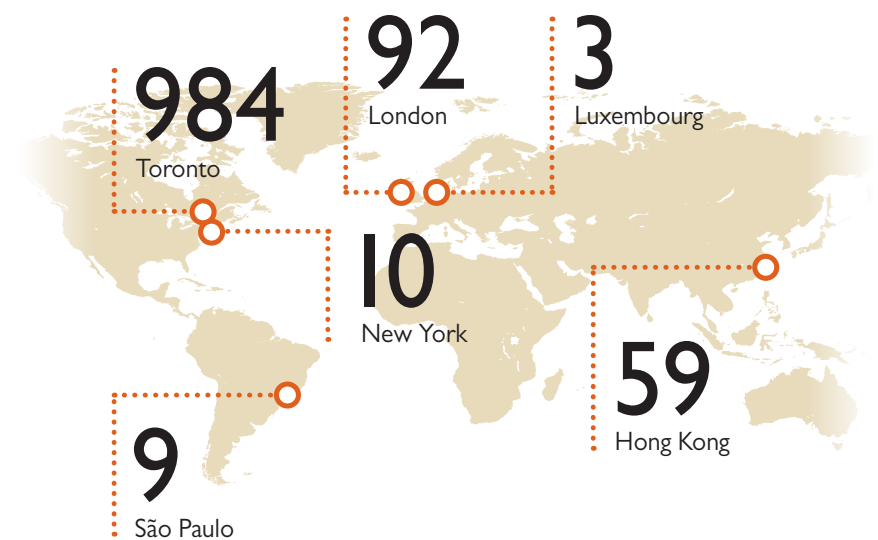 92
London
3
Luxembourg
984
Toronto
10
New York
59
Hong Kong
9
São Paulo